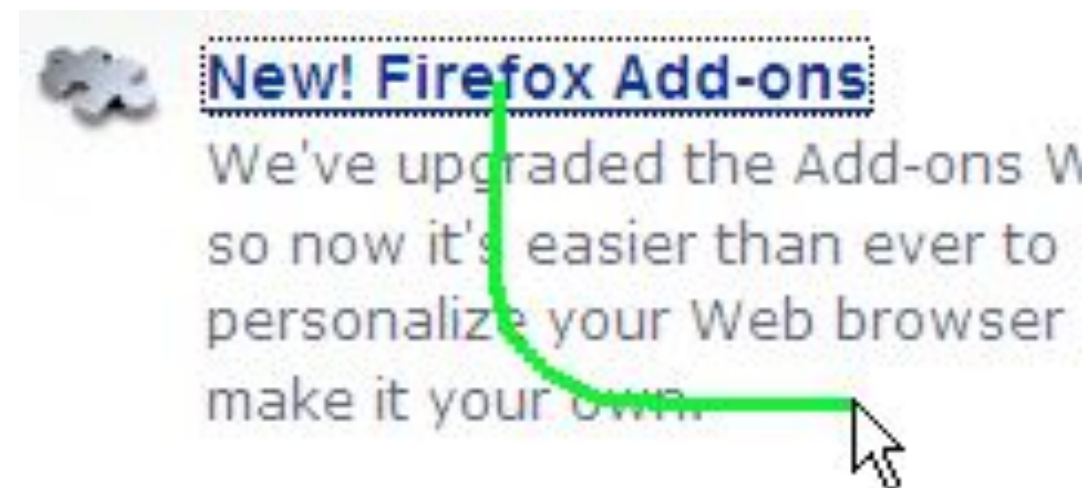 New! Firefox Add-ons
We've upgraded the Add-ons
so now it's easier than ever to
personalize your Web browser
make it your own.